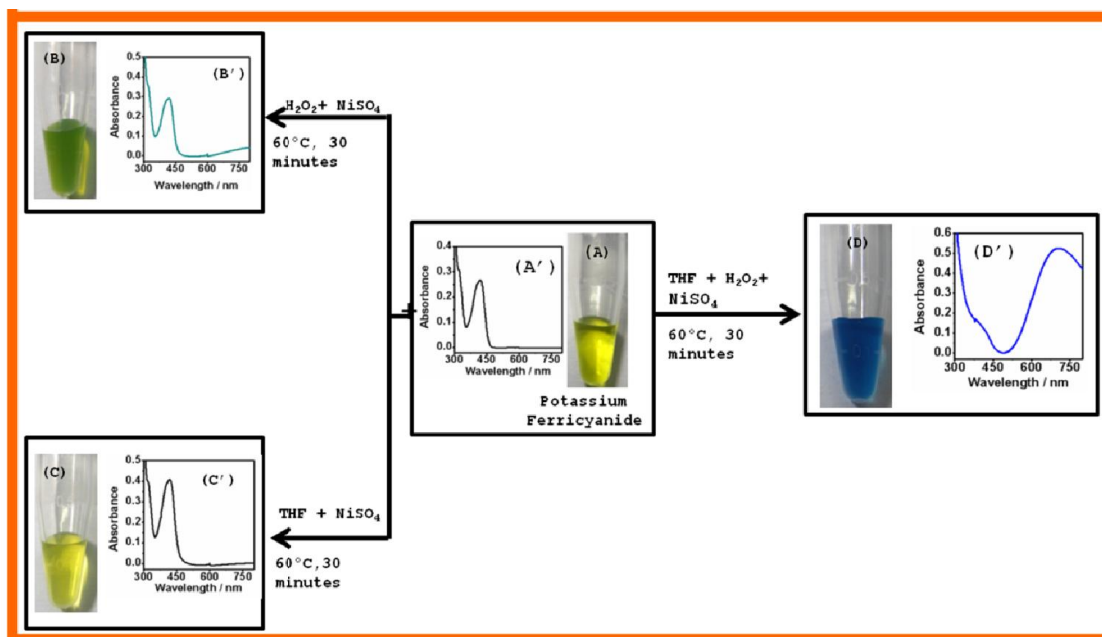 (B)
(B')
Absorbance
0.5
0.4
0.3
0.2
0.1
0.0
300 450 600 750
Wavelength / nm
H₂O₂+ NiSO₄
60°C, 30
minutes
(A')
(A)
Absorbance
0.4
0.3
0.2
0.1
0.0
300 450 600 750
Wavelength / nm
Potassium
Ferricyanide
THF + H₂O₂+
NiSO₄
60°C, 30
minutes
(D)
(D')
Absorbance
0.6
0.5
0.4
0.3
0.2
0.1
0.0
300 450 600 750
Wavelength / nm
(C)
(C')
Absorbance
0.5
0.4
0.3
0.2
0.1
0.0
300 450 600 750
Wavelength / nm
THF + NiSO₄
60°C,30
minutes